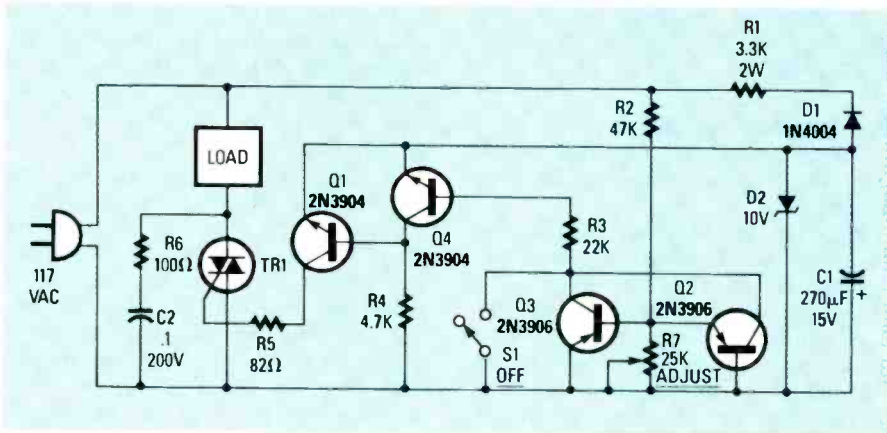 R1
3.3K
2W
R2
47K
D1
1N4004
LOAD
Q1
2N3904
Q4
2N3904
R3
22K
D2
10V
117
VAC
R6
100Ω
C2
.1
200V
TR1
R5
82Ω
R4
4.7K
S1
OFF
Q3
2N3906
Q2
2N3906
R7
25K
ADJUST
C1
270µF
15V
+